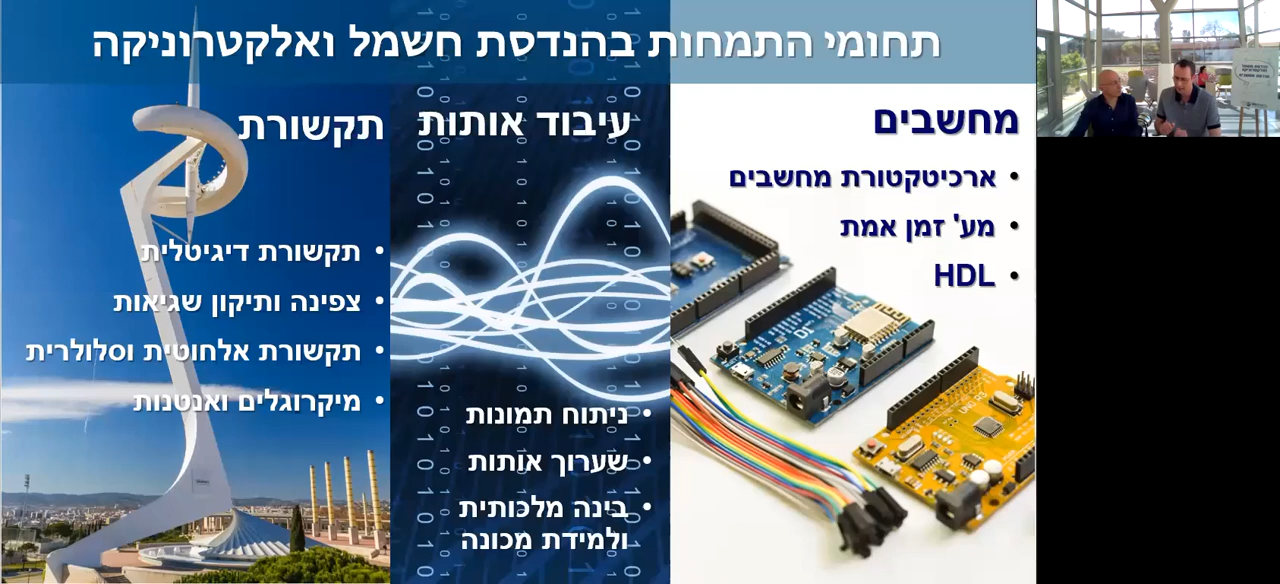 תחומי התמחות בהנדסת חשמל ואלקטרוניקה
מחשבים
• ארכיטקטורת מחשבים
• מע' זמן אמת
• HDL
עיבוד אותות
• ניתוח תמונות
• שערוך אותות
• בינה מלכותית
ולמידת מכונה
תקשורת
• תקשורת דיגיטלית
• צפינה ותיקון שגיאות
• תקשורת אלחוטית וסלולרית
• מיקרוגלים ואנטנות